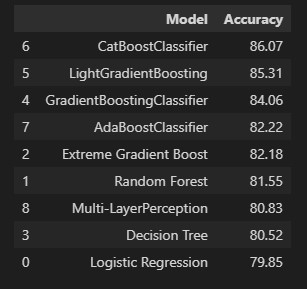 Model Accuracy
6 CatBoostClassifier 86.07
5 LightGradientBoosting 85.31
4 GradientBoostingClassifier 84.06
7 AdaBoostClassifier 82.22
2 Extreme Gradient Boost 82.18
1 Random Forest 81.55
8 Multi-LayerPerception 80.83
3 Decision Tree 80.52
0 Logistic Regression 79.85